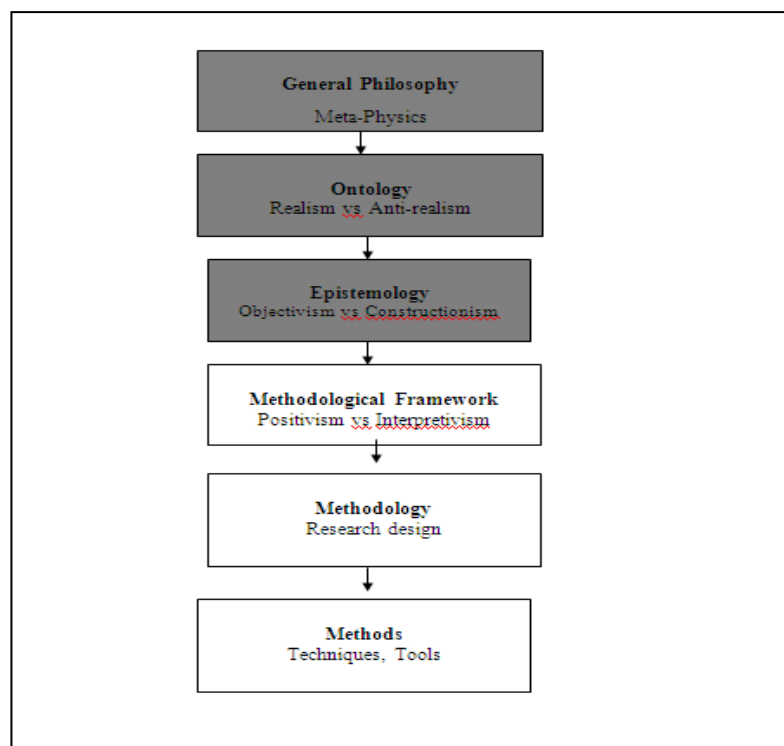 General Philosophy
Meta-Physics
Ontology
Realism vs Anti-realism
Epistemology
Objectivism vs Constructionism
Methodological Framework
Positivism vs Interpretivism
Methodology
Research design
Methods
Techniques, Tools